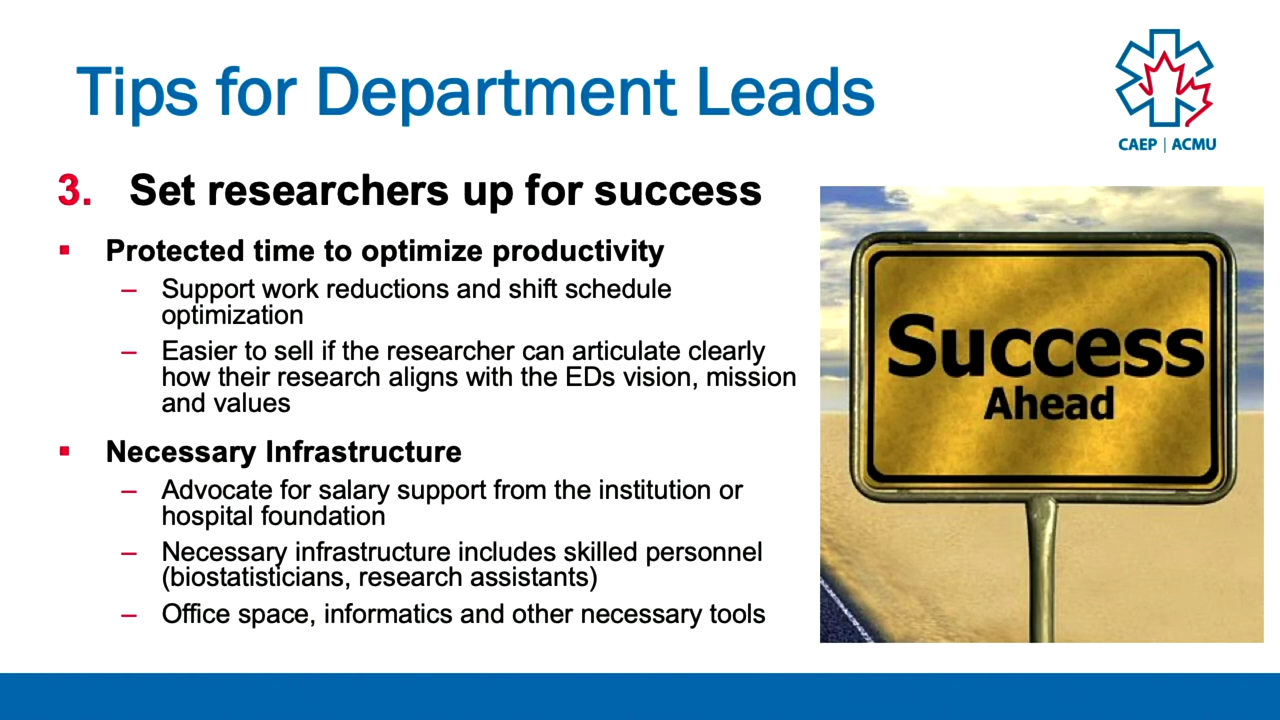 Tips for Department Leads
CAEP | ACMU
3. Set researchers up for success
▪ Protected time to optimize productivity
– Support work reductions and shift schedule
optimization
– Easier to sell if the researcher can articulate clearly
how their research aligns with the EDs vision, mission
and values
▪ Necessary Infrastructure
– Advocate for salary support from the institution or
hospital foundation
– Necessary infrastructure includes skilled personnel
(biostatisticians, research assistants)
– Office space, informatics and other necessary tools
Success
Ahead